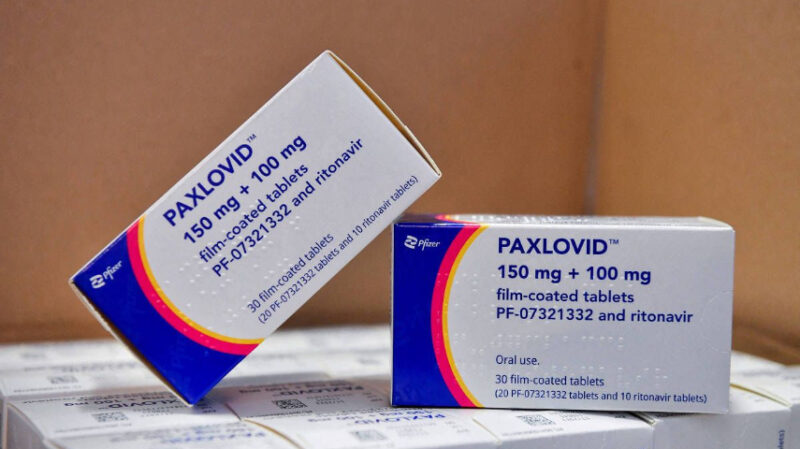 PAXLOVID™
150 mg + 100 mg
film-coated tablets
PF-07321332 and ritonavir
30 film-coated tablets
(20 PF-07321332 tablets and 10 ritonavir tablets)
Pfizer
Pfizer
PAXLOVID™
150 mg + 100 mg
film-coated tablets
PF-07321332 and ritonavir
Oral use.
30 film-coated tablets
(20 PF-07321332 tablets and 10 ritonavir tablets)
PAXLOVID